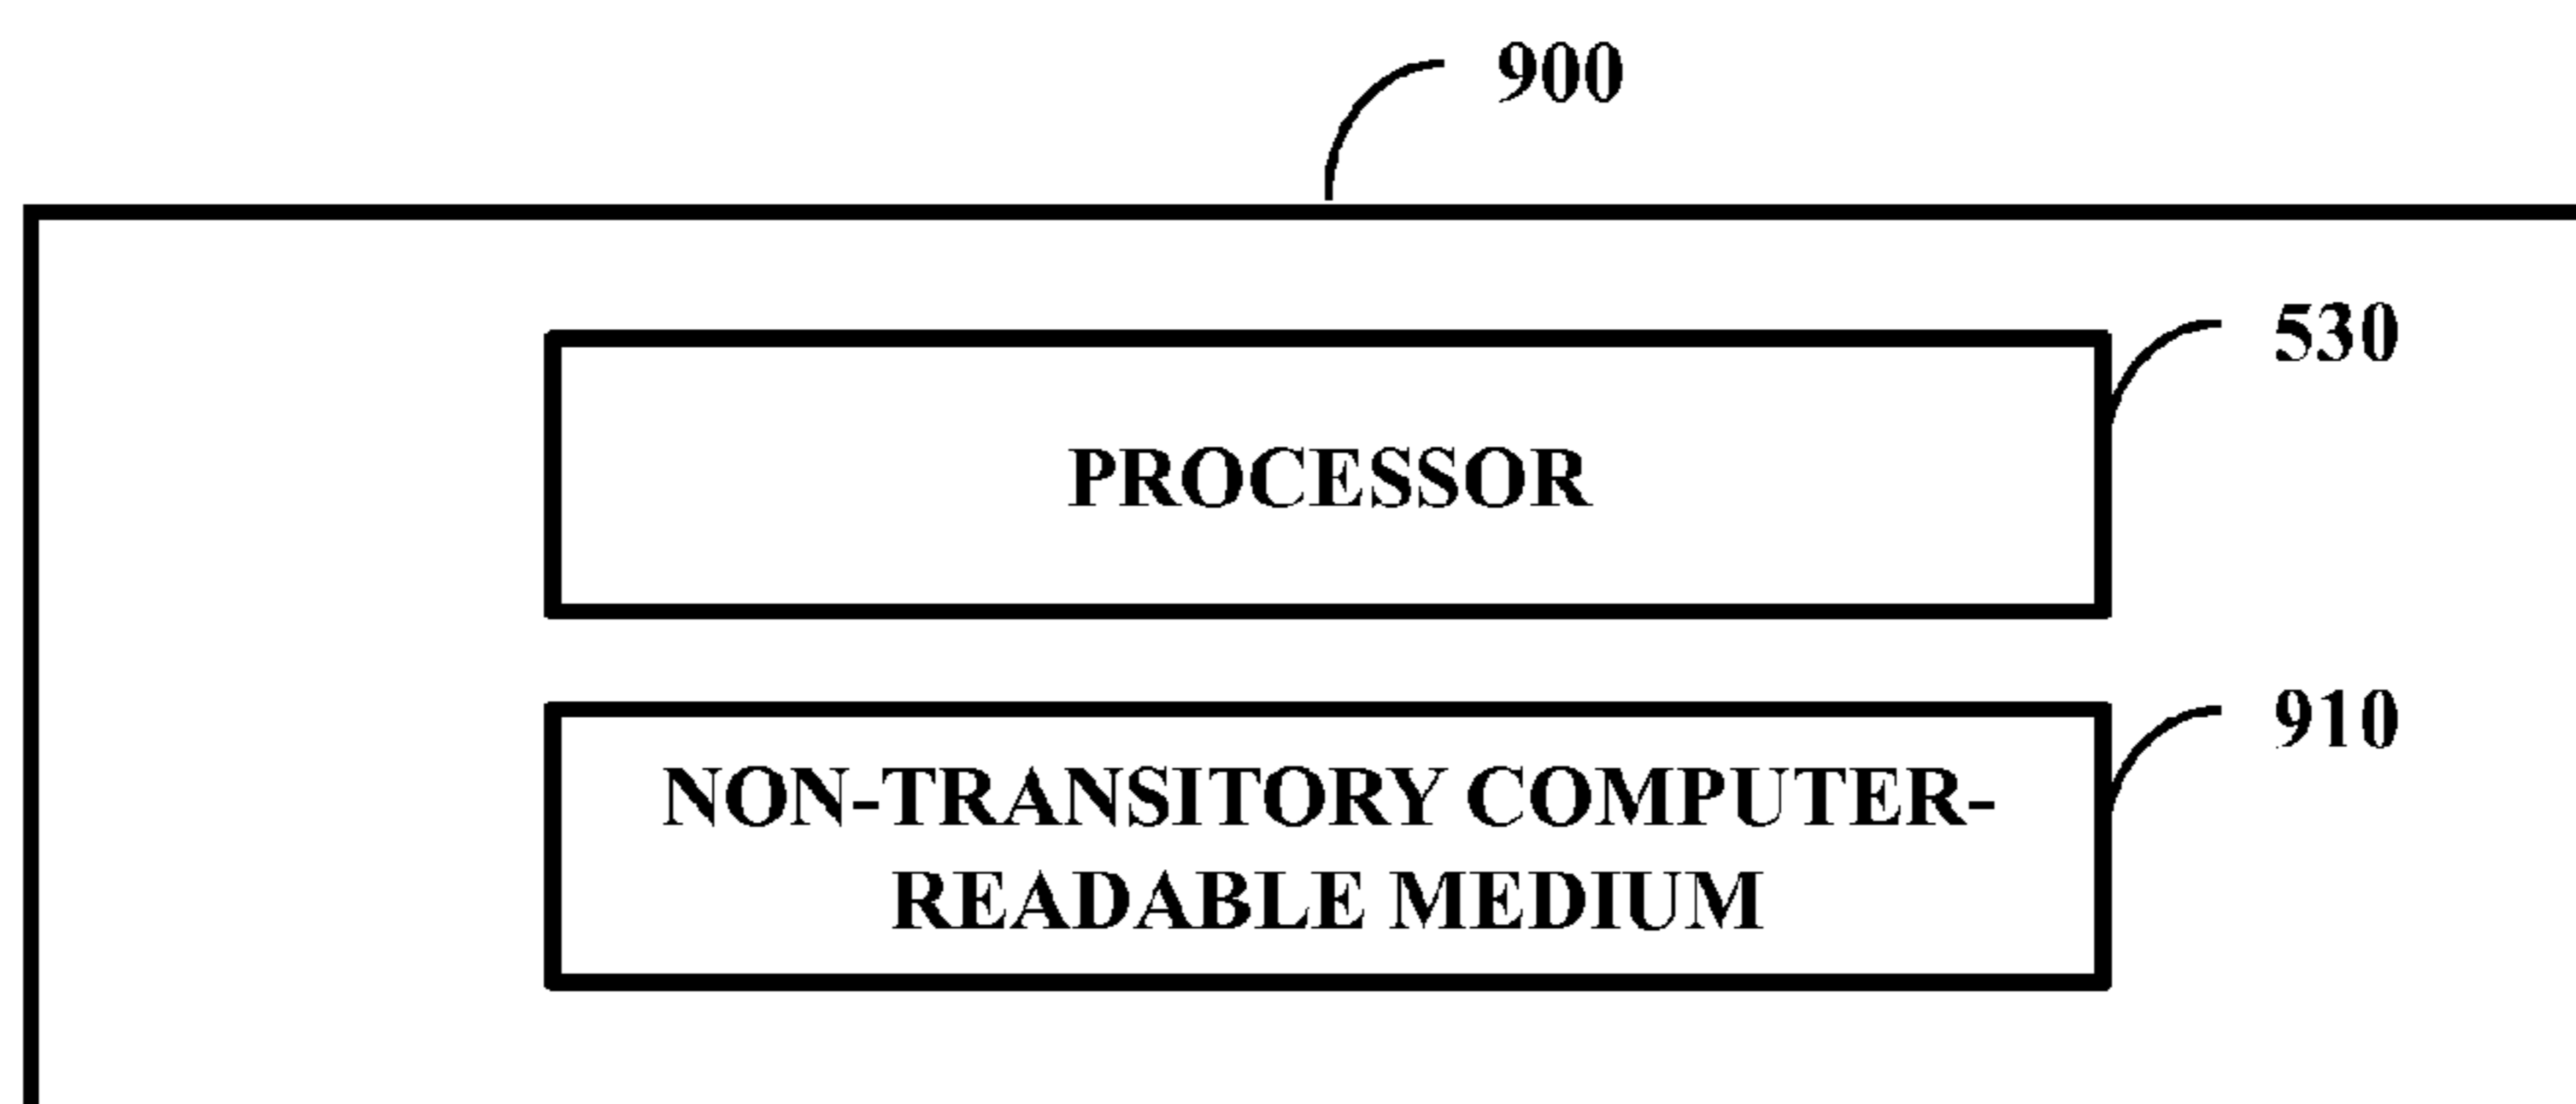 900
530
PROCESSOR
910
NON-TRANSITORY COMPUTER-
READABLE MEDIUM